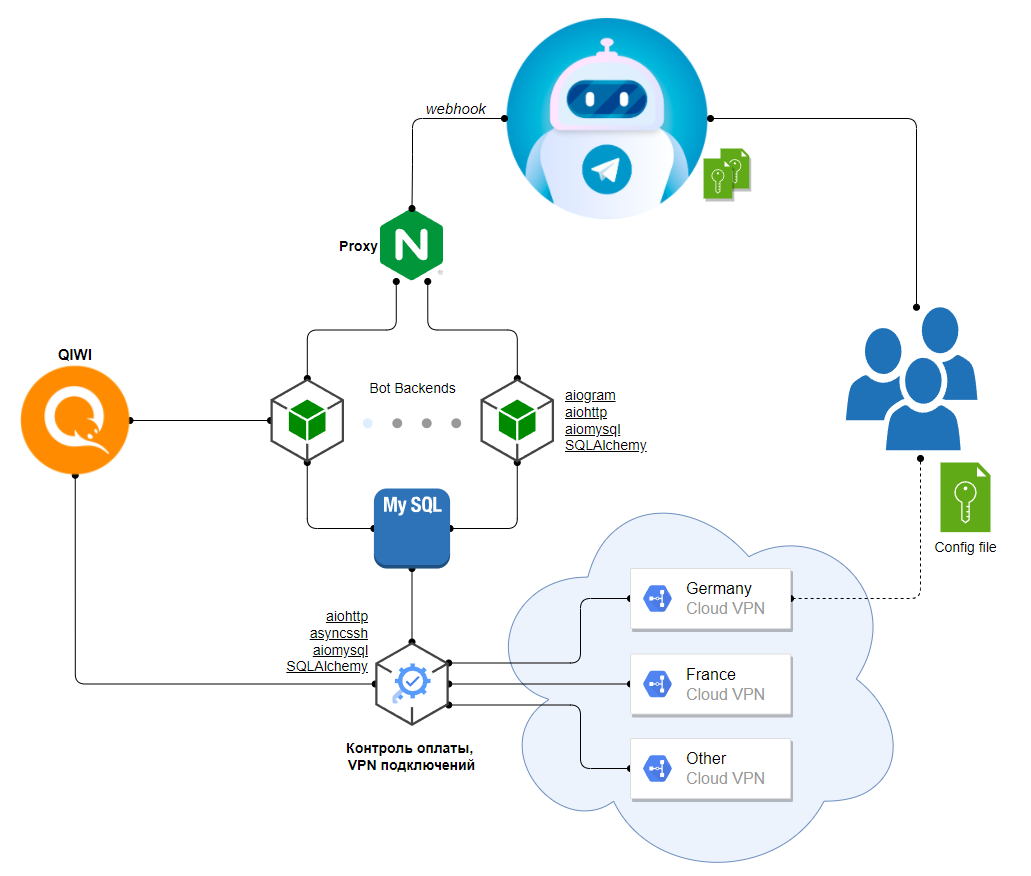 webhook
Proxy
N
QIWI
Bot Backends
aiogram
aiohttp
aiomysql
SQLAlchemy
My SQL
Config file
Germany
Cloud VPN
aiohttp
asyncssh
aiomysql
SQLAlchemy
France
Cloud VPN
Контроль оплаты,
VPN подключений
Other
Cloud VPN